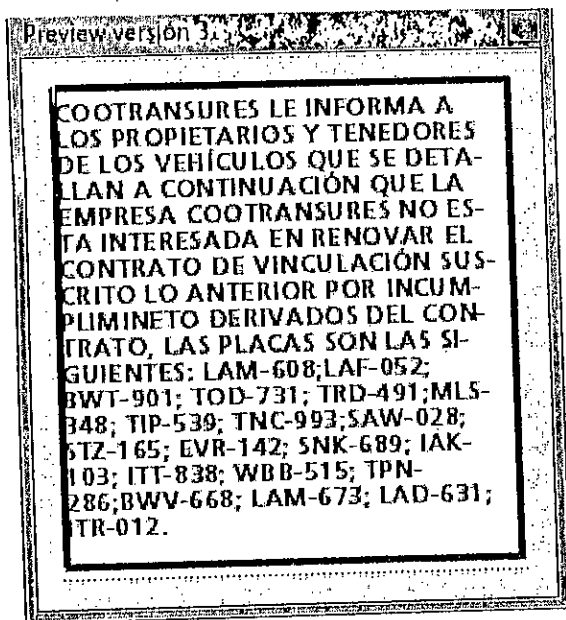 Preview versión 3.
COOTRANSURES LE INFORMA A
LOS PROPIETARIOS Y TENEDORES
DE LOS VEHÍCULOS QUE SE DETA-
LLAN A CONTINUACIÓN QUE LA
EMPRESA COOTRANSURES NO ES-
TA INTERESADA EN RENOVAR EL
CONTRATO DE VINCULACIÓN SUS-
CRITO LO ANTERIOR POR INCUM-
PLIMINETO DERIVADOS DEL CON-
TRATO, LAS PLACAS SON LAS SI-
GUIENTES: LAM-608;LAF-052;
BWT-901; TOD-731; TRD-491;MLS-
348; TIP-539; TNC-993;SAW-028;
STZ-165; EVR-142; SNK-689; IAK-
103; ITT-838; WBB-515; TPN-
286;BWV-668; LAM-673; LAD-631;
ITR-012.